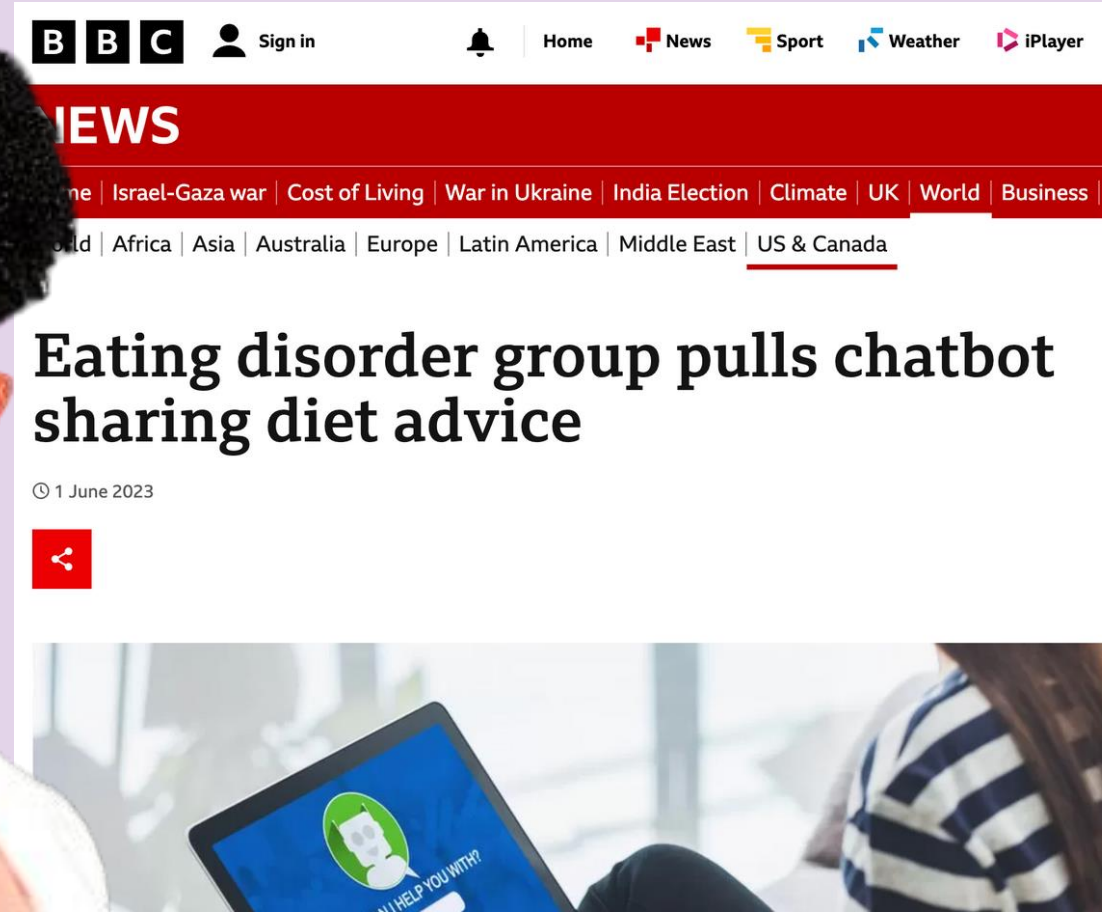 BBC Sign in Home News Sport Weather iPlayer
NEWS
Israel-Gaza war Cost of Living War in Ukraine India Election Climate UK World Business
Africa Asia Australia Europe Latin America Middle East US & Canada
Eating disorder group pulls chatbot
sharing diet advice
1 June 2023
I HELP YOU WITH?